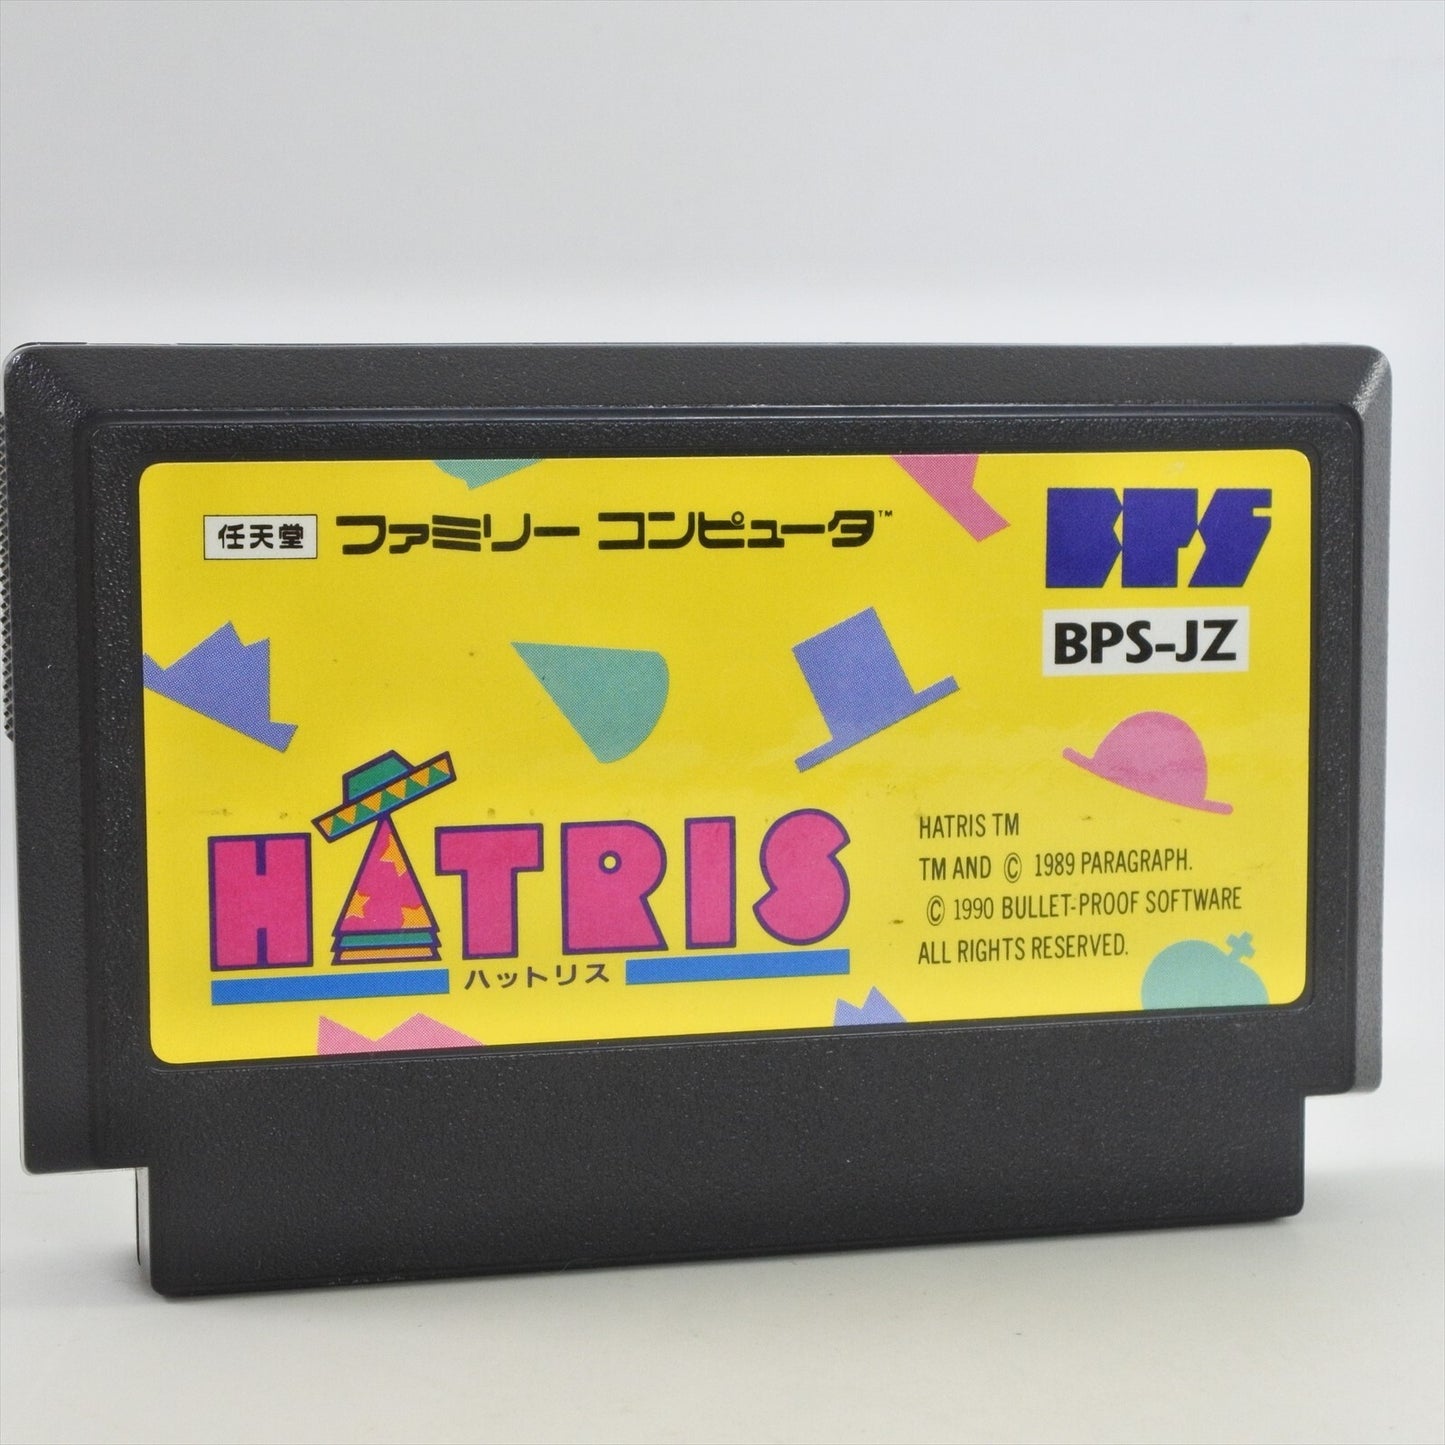 任天堂 ファミリー コンピュータ™
BPS
BPS-JZ
HATRIS
ハットリス
HATRIS TM
TM AND © 1989 PARAGRAPH.
© 1990 BULLET-PROOF SOFTWARE
ALL RIGHTS RESERVED.